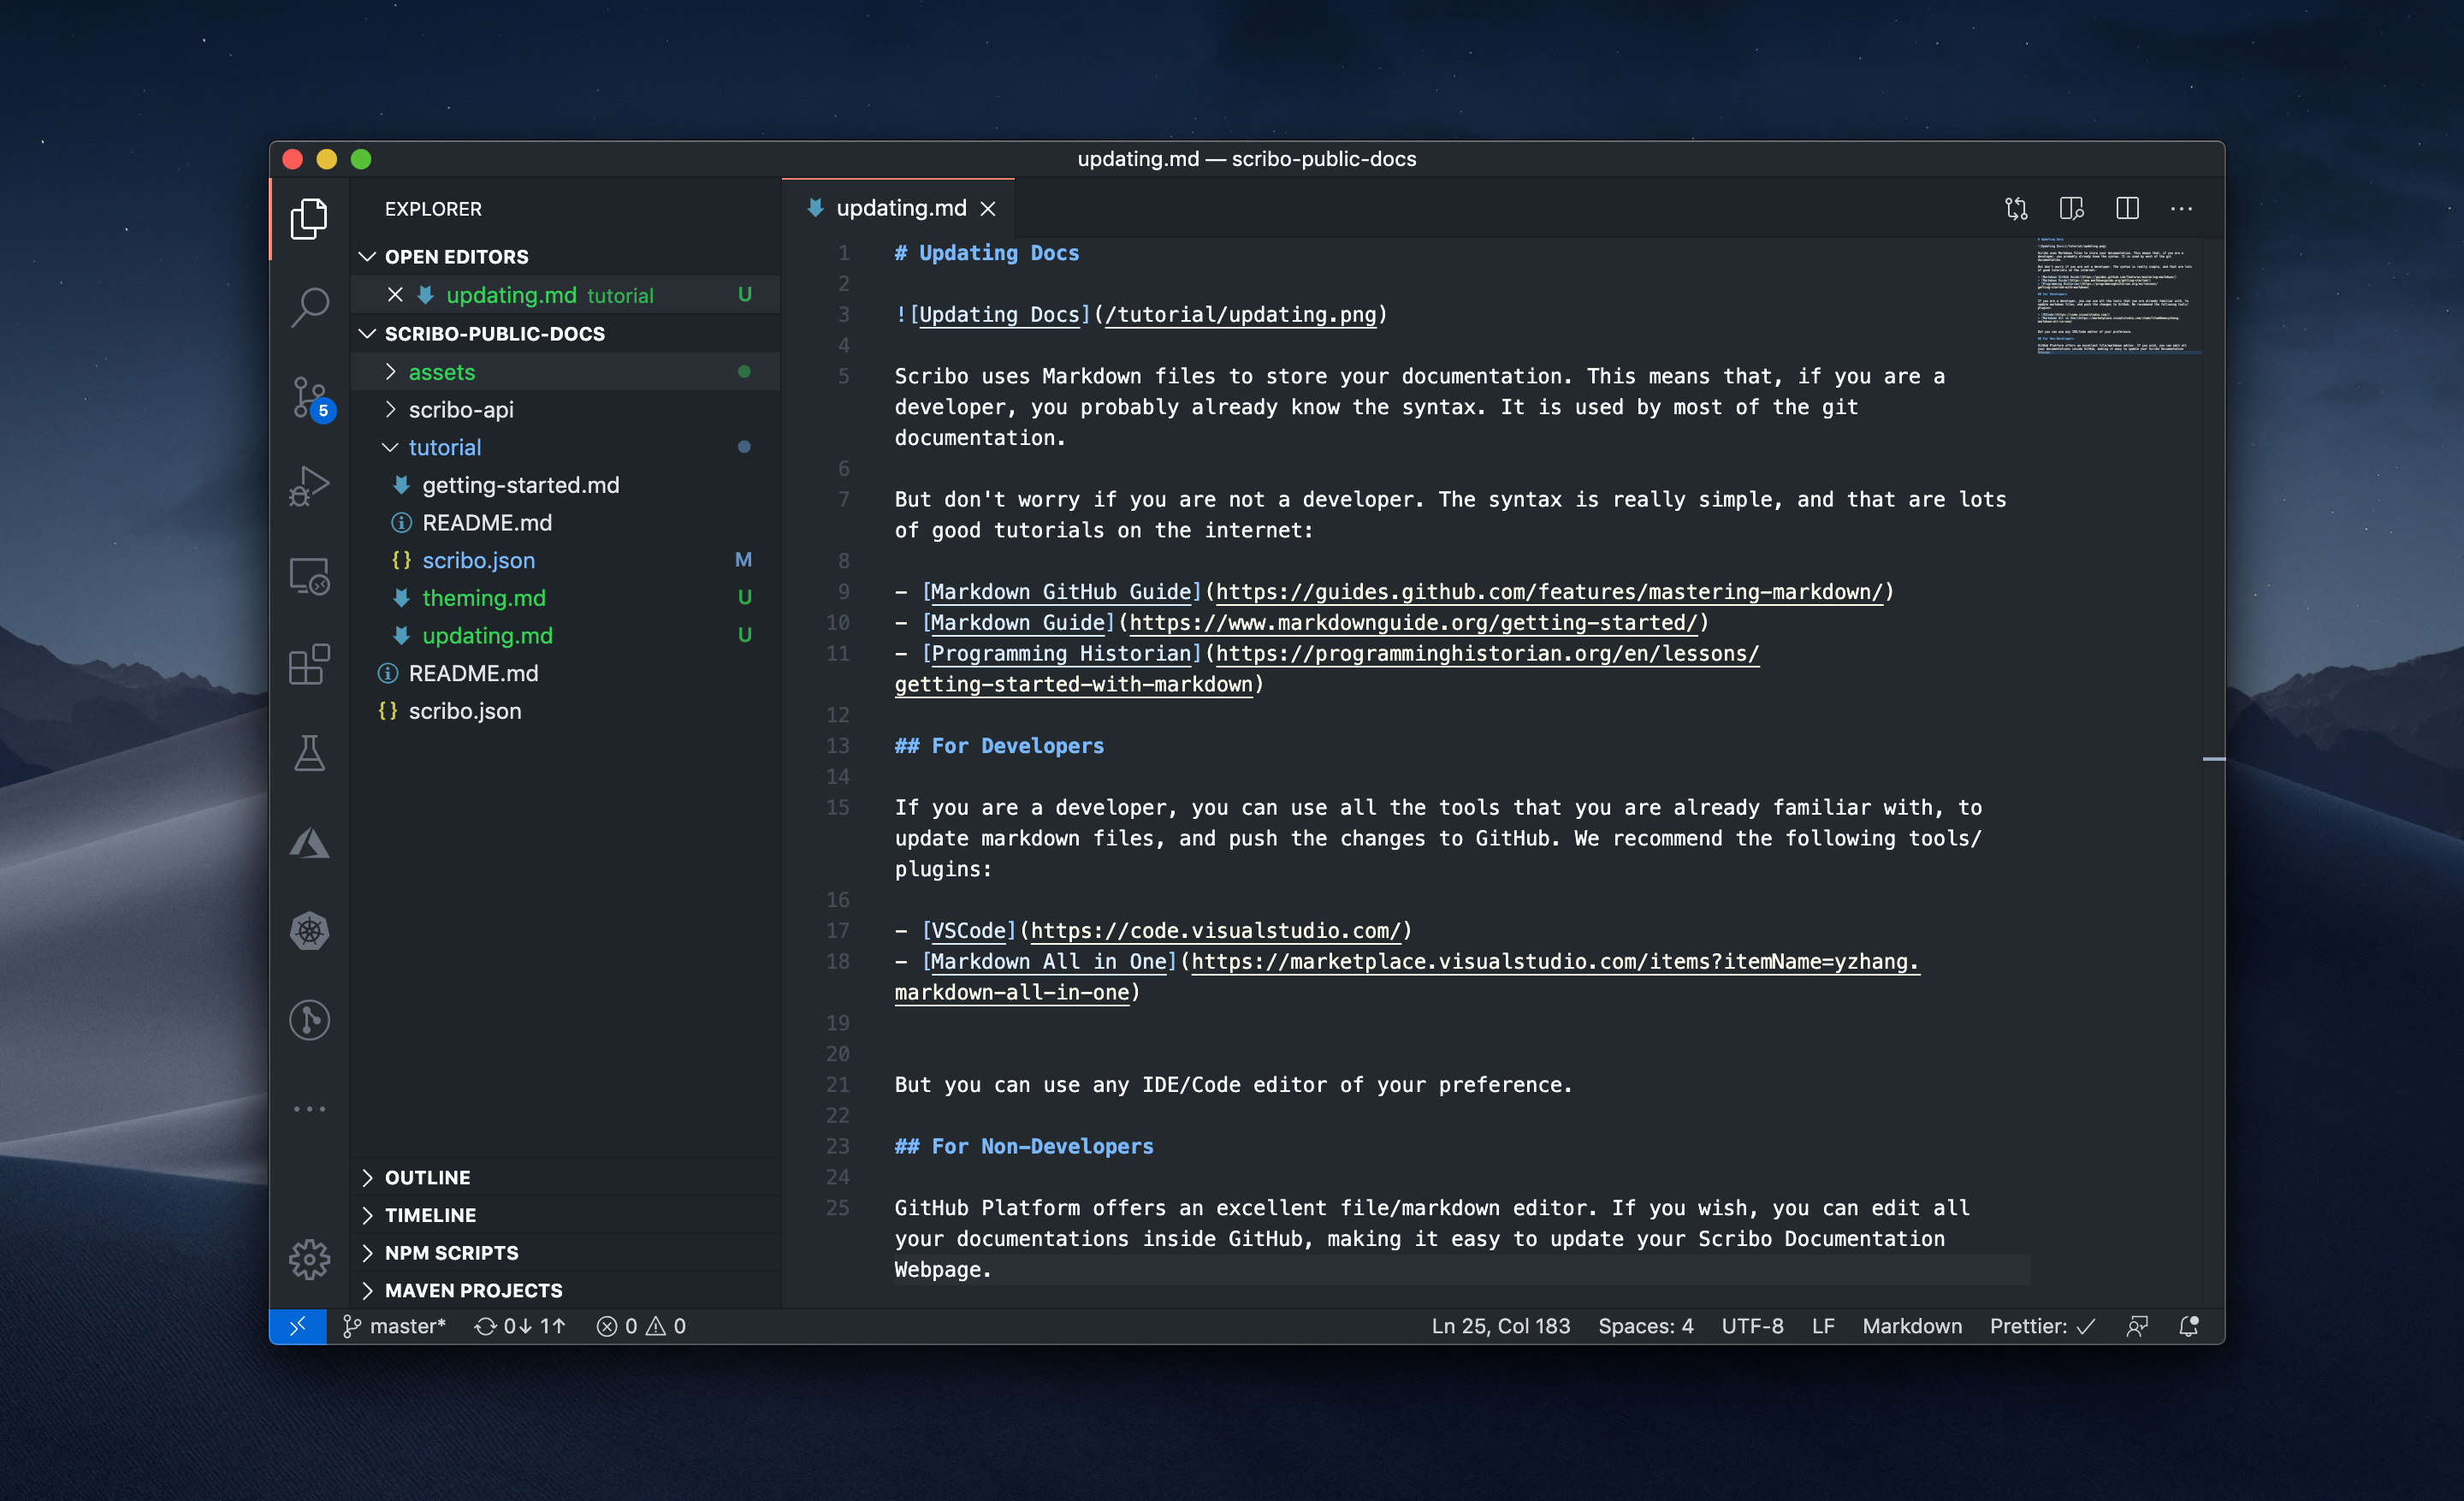 updating.md — scribo-public-docs
EXPLORER
OPEN EDITORS
updating.md tutorial U
SCRIBO-PUBLIC-DOCS
assets
scribo-api
tutorial
getting-started.md
README.md
{} scribo.json M
theming.md U
updating.md U
README.md
{} scribo.json
OUTLINE
TIMELINE
NPM SCRIPTS
MAVEN PROJECTS
5
updating.md
1 # Updating Docs
2
3 ![Updating Docs](/tutorial/updating.png)
4
5 Scribo uses Markdown files to store your documentation. This means that, if you are a
developer, you probably already know the syntax. It is used by most of the git
documentation.
6
7 But don't worry if you are not a developer. The syntax is really simple, and that are lots
of good tutorials on the internet:
8
9 - [Markdown GitHub Guide](https://guides.github.com/features/mastering-markdown/)
10 - [Markdown Guide](https://www.markdownguide.org/getting-started/)
11 - [Programming Historian](https://programminghistorian.org/en/lessons/
getting-started-with-markdown)
12
13 ## For Developers
14
15 If you are a developer, you can use all the tools that you are already familiar with, to
update markdown files, and push the changes to GitHub. We recommend the following tools/
plugins:
16
17 - [VSCode](https://code.visualstudio.com/)
18 - [Markdown All in One](https://marketplace.visualstudio.com/items?itemName=yzhang.
markdown-all-in-one)
19
20
21 But you can use any IDE/Code editor of your preference.
22
23 ## For Non-Developers
24
25 GitHub Platform offers an excellent file/markdown editor. If you wish, you can edit all
your documentations inside GitHub, making it easy to update your Scribo Documentation
Webpage.
master* 0↓ 1↑ 0 0 Ln 25, Col 183 Spaces: 4 UTF-8 LF Markdown Prettier: ✓